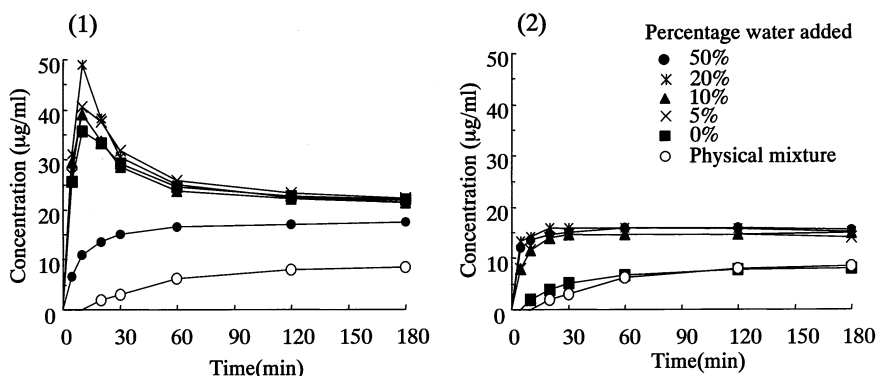 (1)
Concentration (μg/ml)
50
40
30
20
10
0
0 30 60 90 120 150 180
Time(min)
(2)
Percentage water added
50%
20%
10%
5%
0%
Physical mixture
Concentration (μg/ml)
50
40
30
20
10
0
0 30 60 90 120 150 180
Time(min)